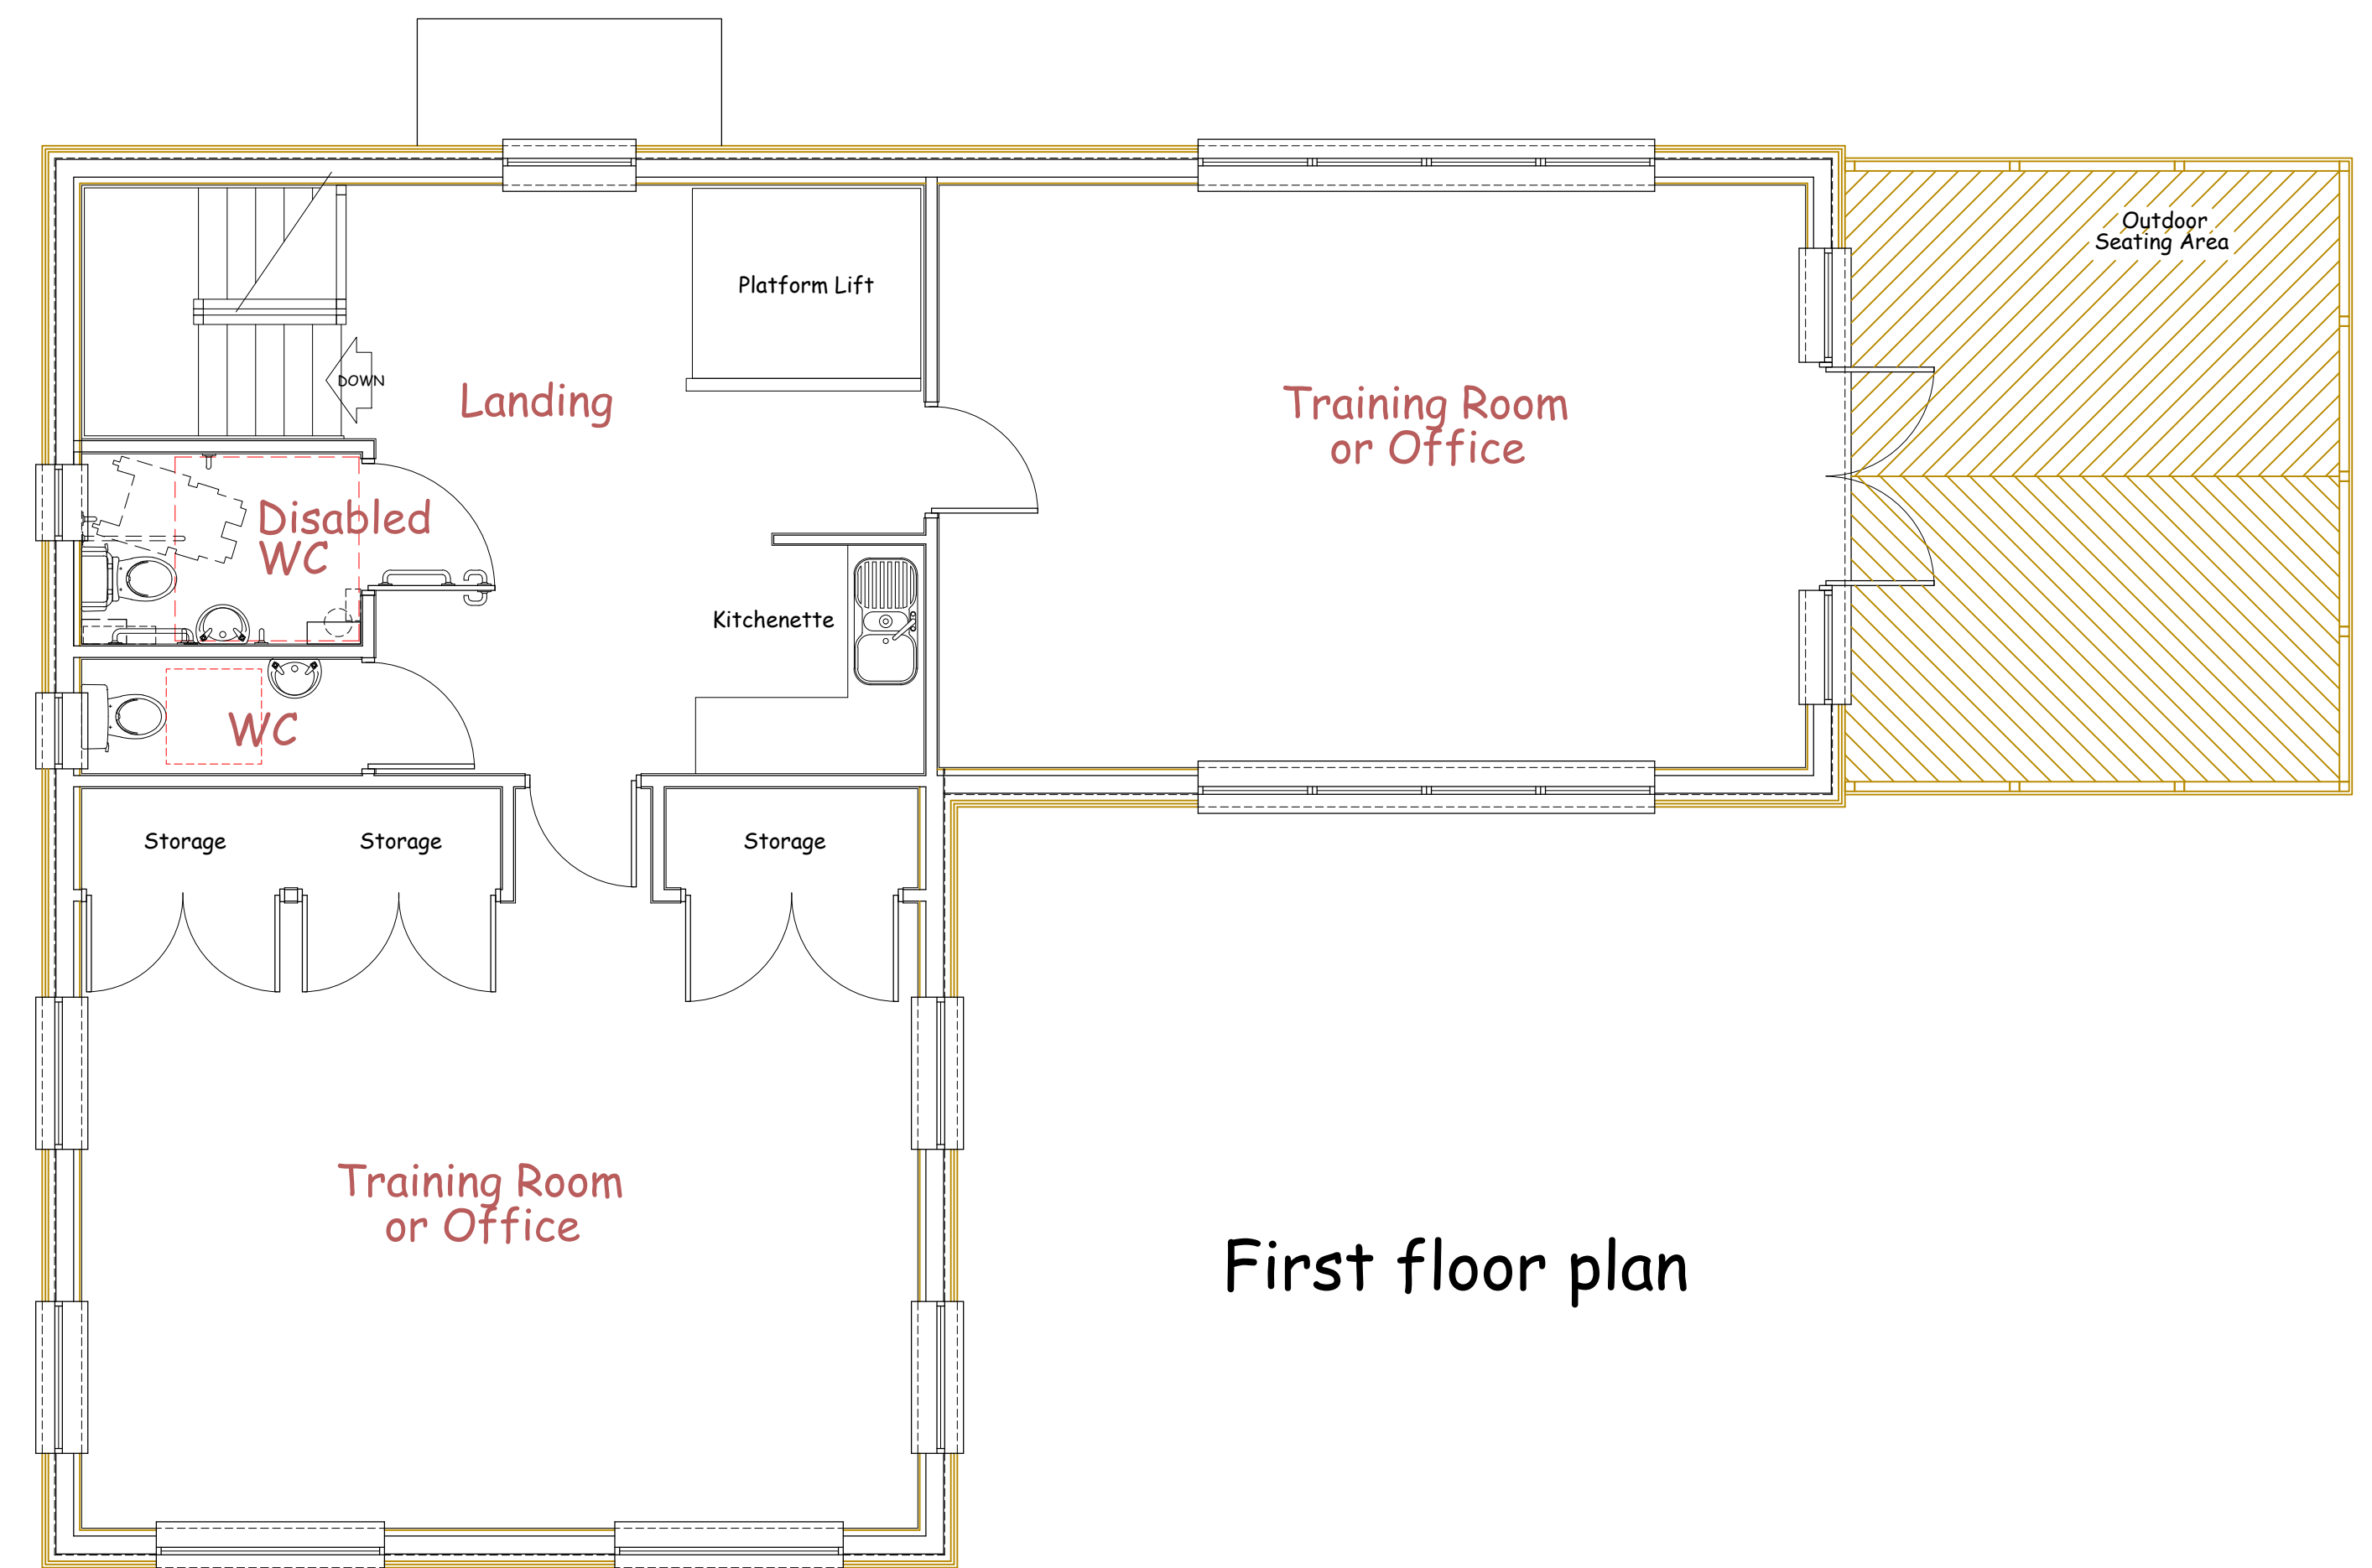 Outdoor
Seating Area
Platform Lift
DOWN
Landing
Training Room
or Office
Disabled
WC
Kitchenette
WC
Storage
Storage
Storage
Training Room
or Office
First floor plan